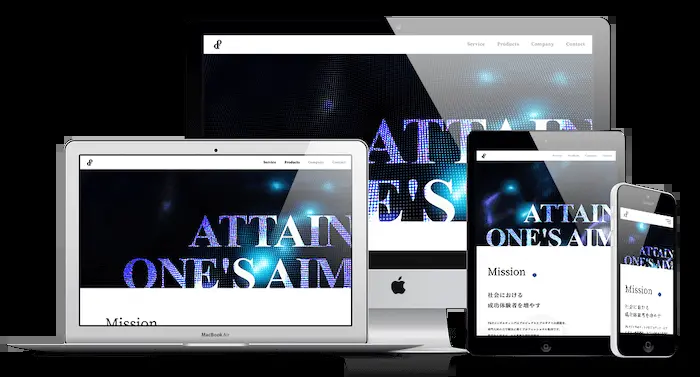 Service Products Company Contact
ATTAIN
E'S
Service Products Company Contact
ATTAIN
ONE'S AIM
Mission
MacBook Air
ATTAIN
ONE'S AIM
Mission
社会における
成功体験者を増やす
ATTAIN
ONE'S AIM
Mission
社会における
成功体験者を増やす